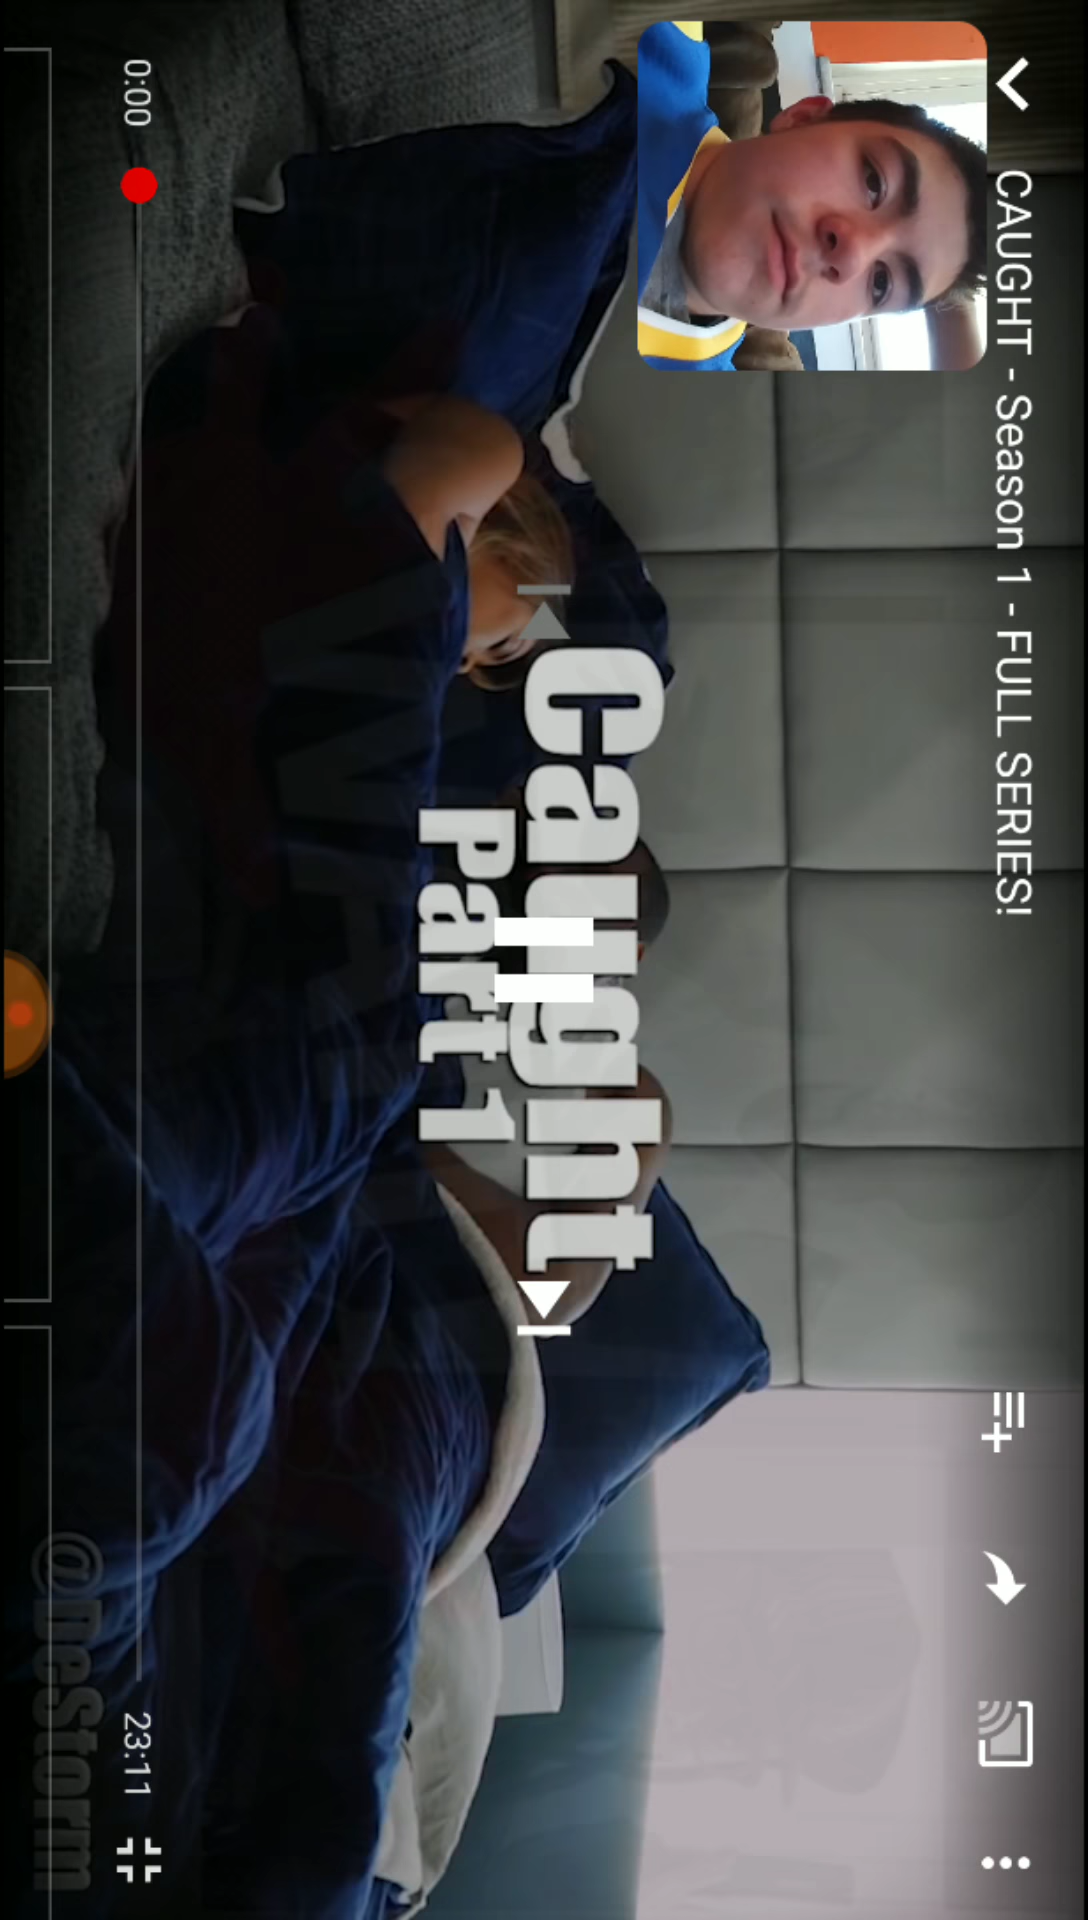 CAUGHT - Season 1 - FULL SERIES!
Caught
Part 1
0:00
23:11
@DeStorm